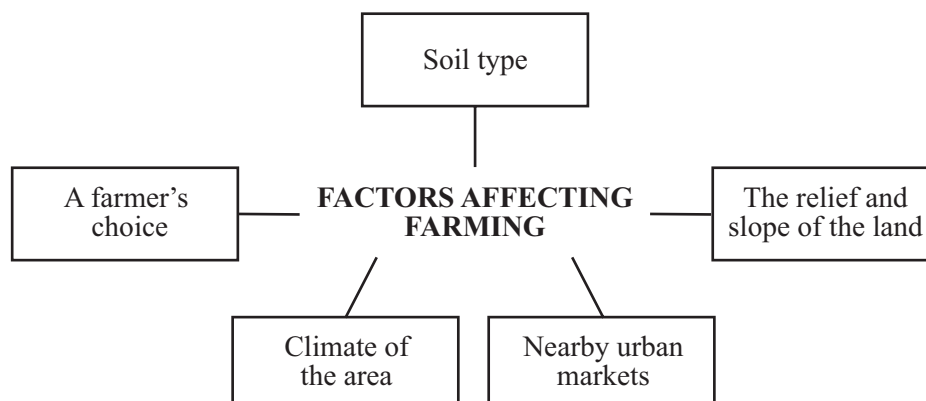 Soil type
A farmer’s
choice
FACTORS AFFECTING
FARMING
The relief and
slope of the land
Climate of
the area
Nearby urban
markets